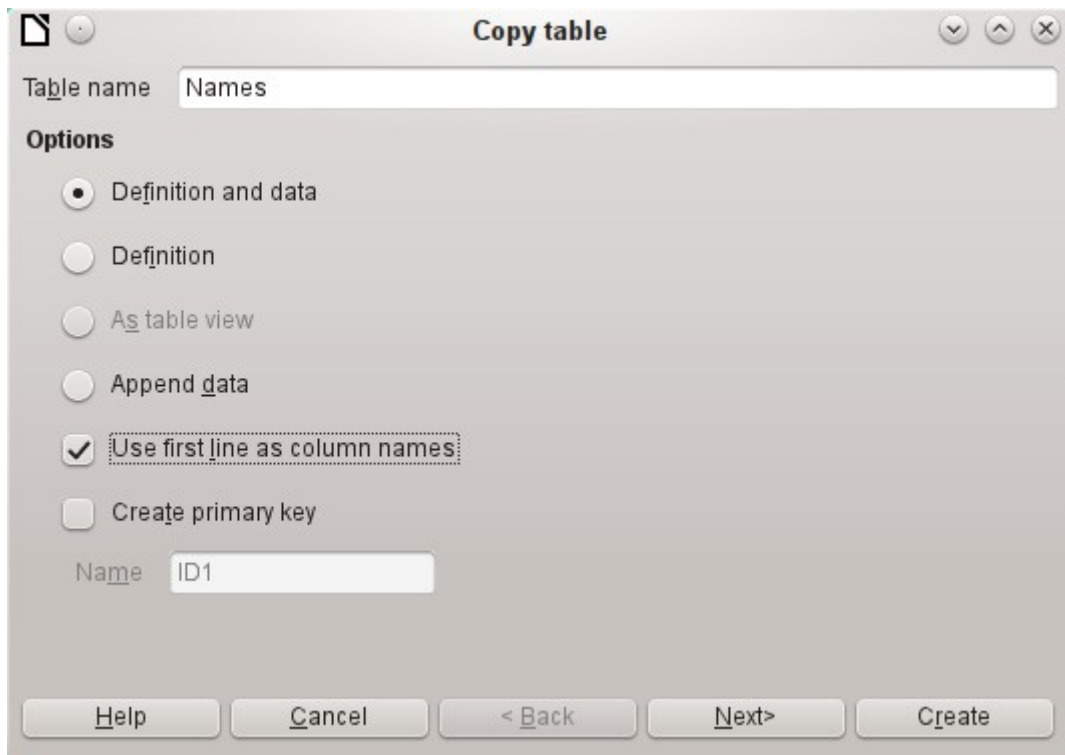 Copy table
Table name Names
Options
Definition and data
Definition
As table view
Append data
Use first line as column names
Create primary key
Name ID1
Help Cancel < Back Next> Create